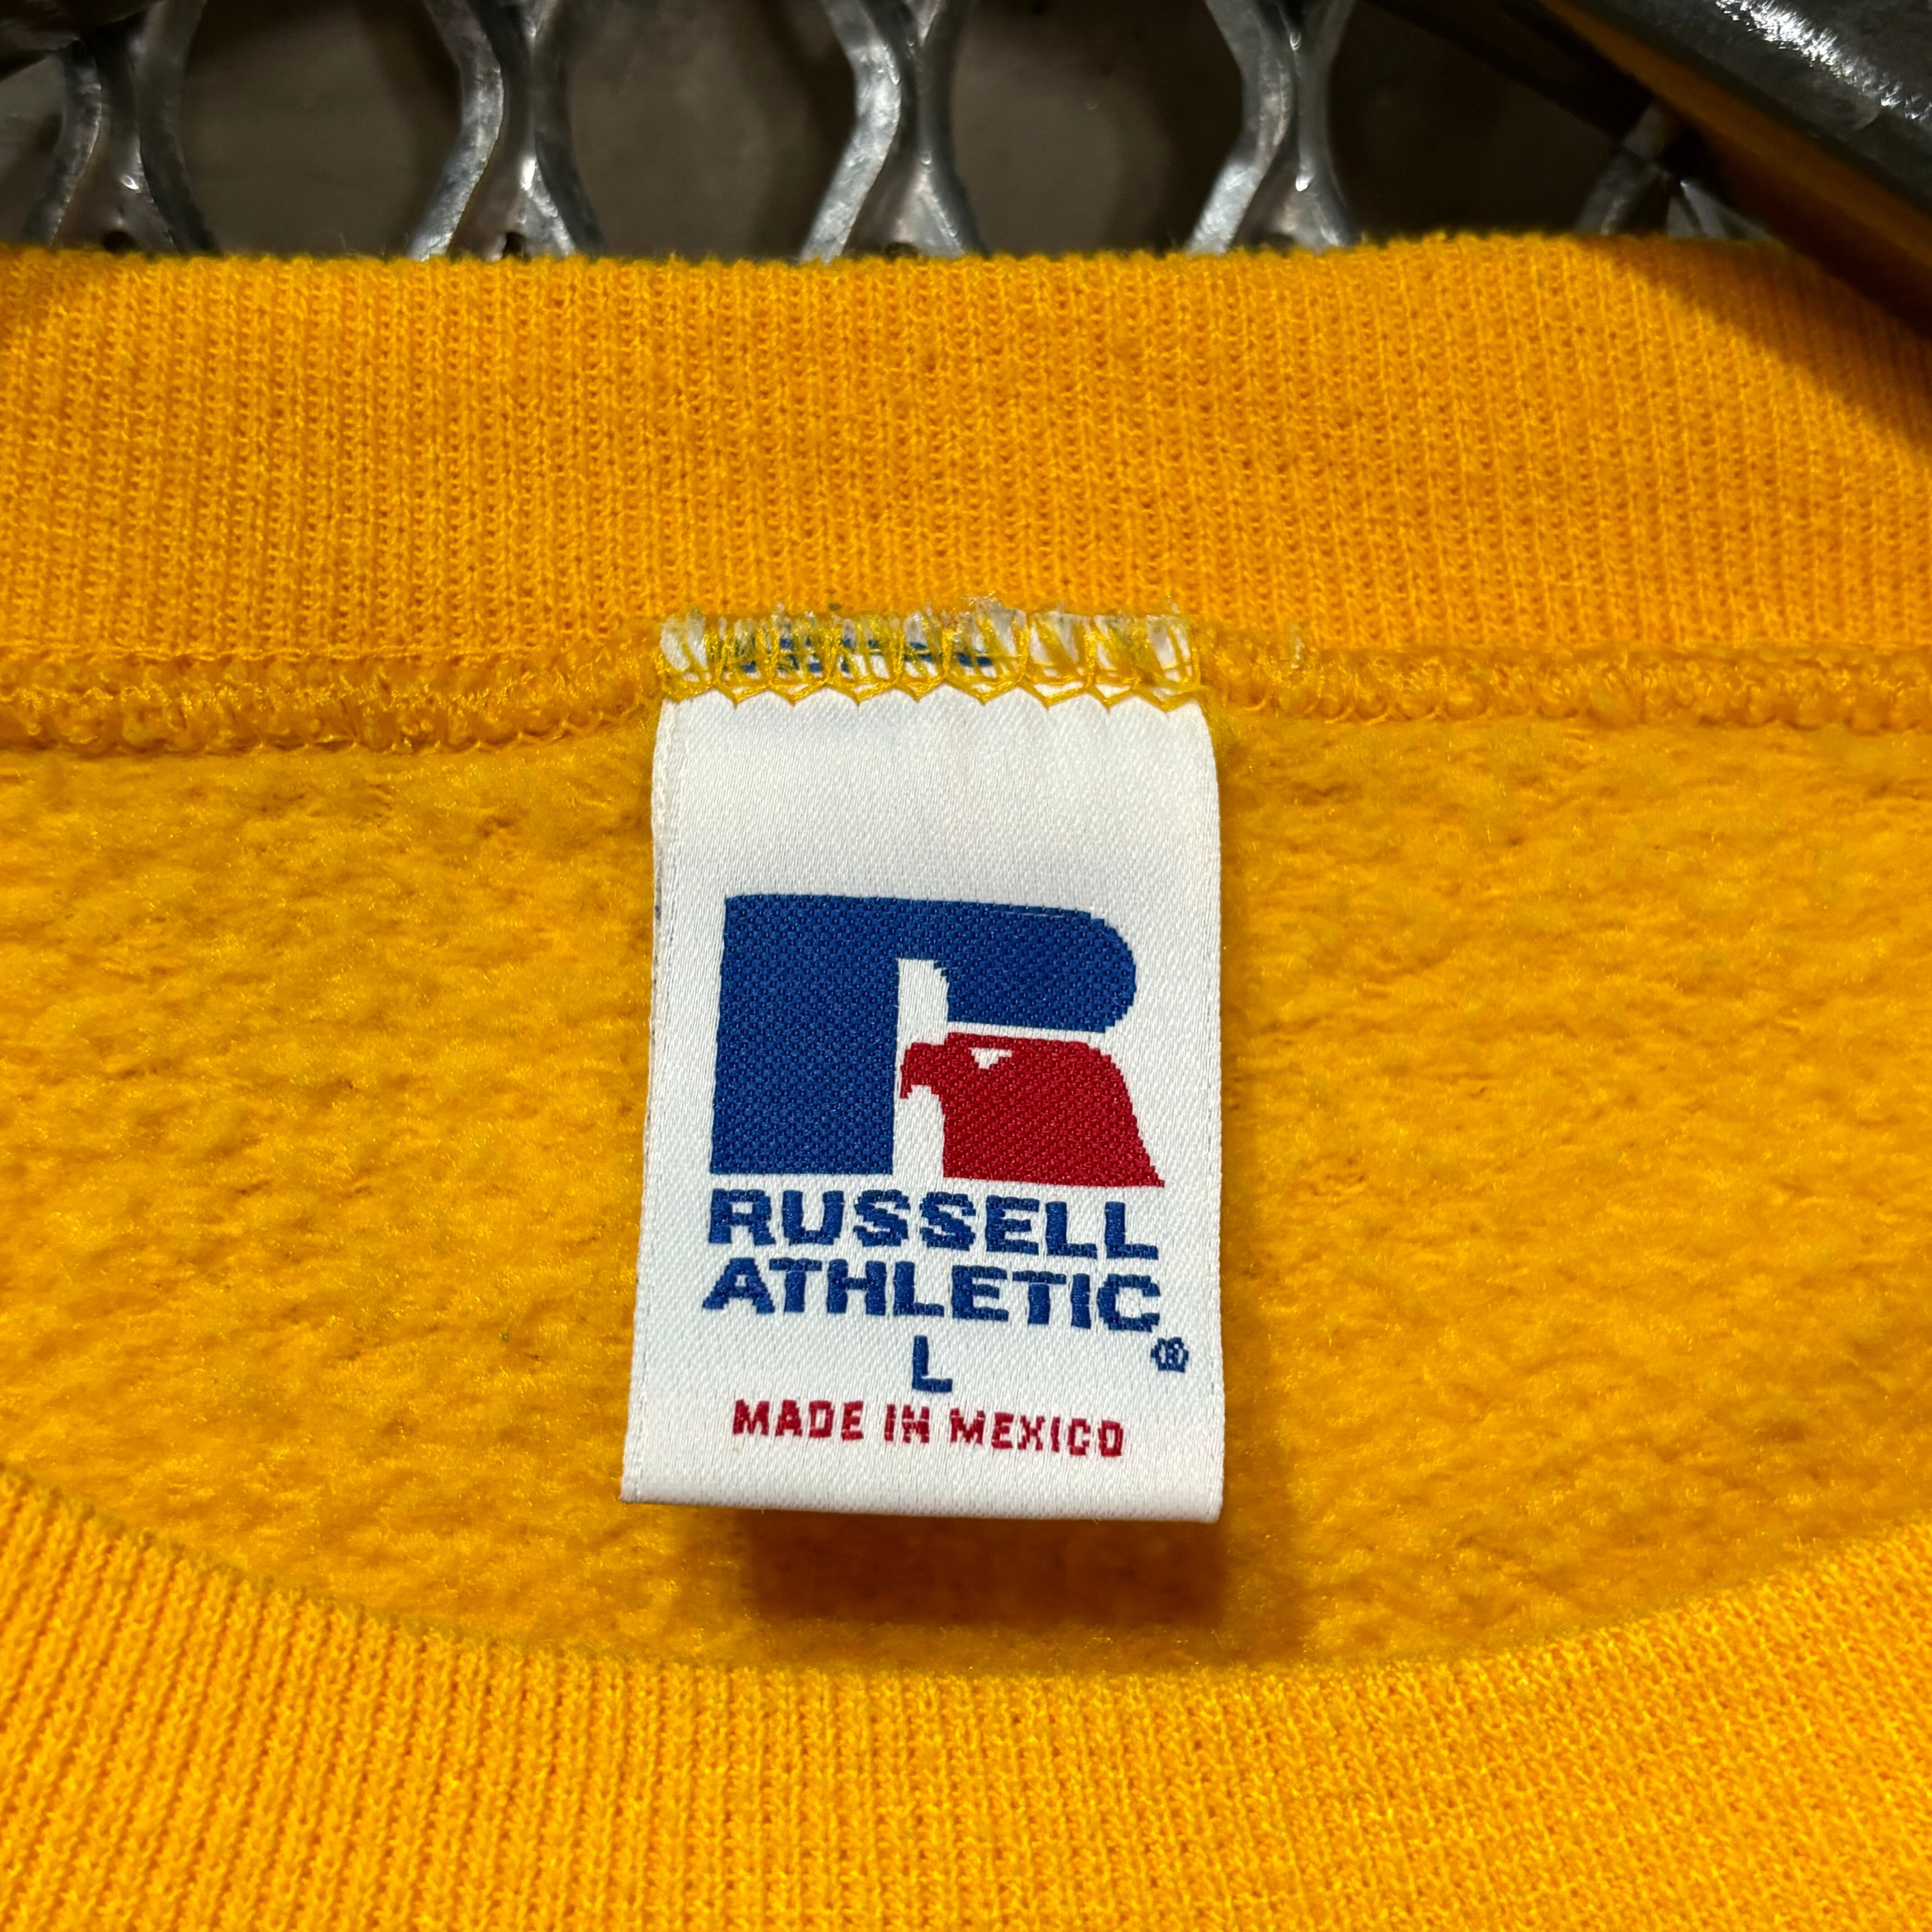 RUSSELL
ATHLETIC®
L
MADE IN MEXICO